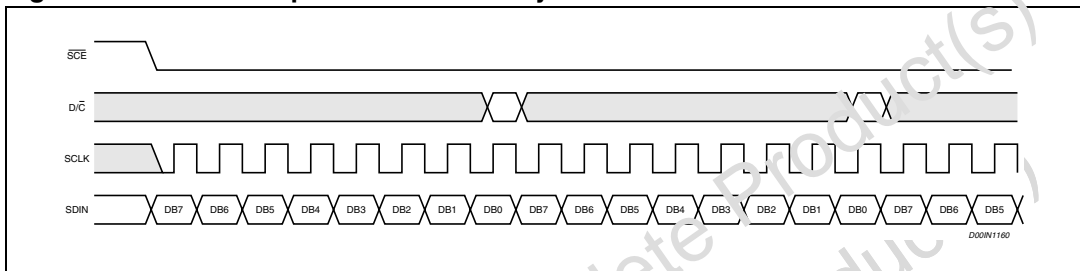 SCE
D/C
SCLK
SDIN
DB7 DB6 DB5 DB4 DB3 DB2 DB1 DB0 DB7 DB6 DB5 DB4 DB3 DB2 DB1 DB0 DB7 DB6 DB5
D00IN1160
Product(s)